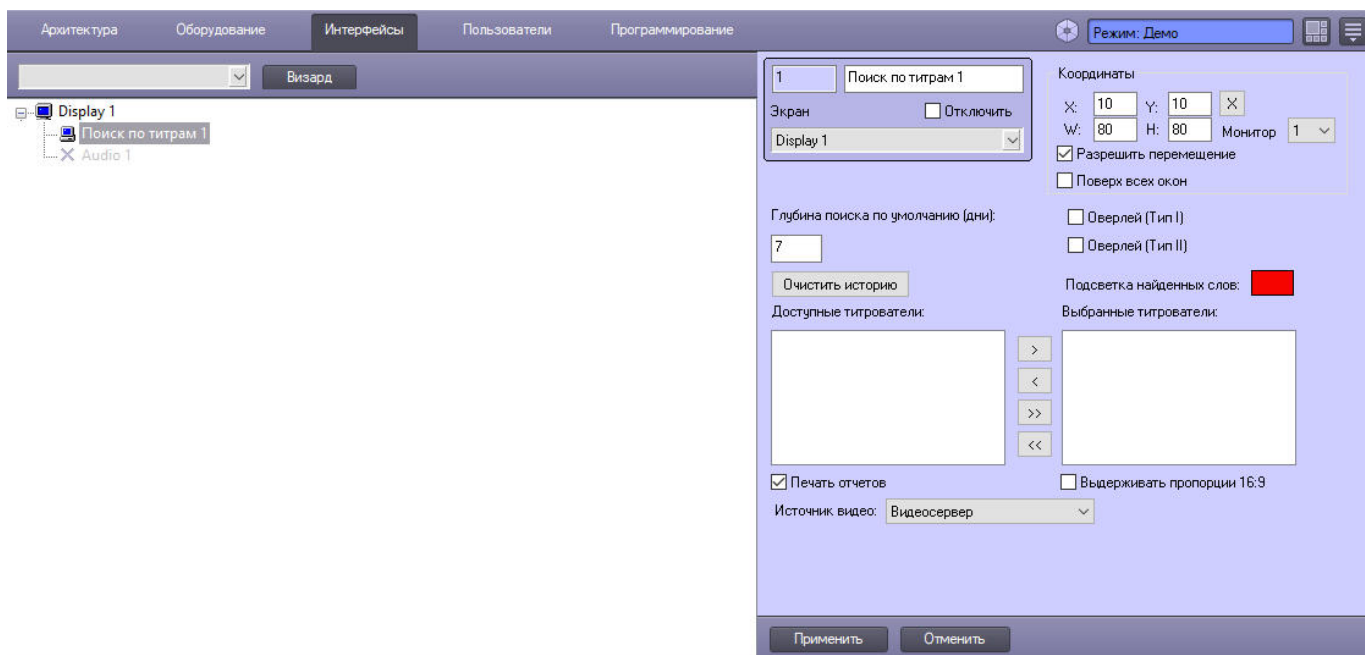 Архитектура Оборудование Интерфейсы Пользователи Программирование Режим: Демо
Визард
Display 1
Поиск по титрам 1
Audio 1
1 Поиск по титрам 1
Экран Отключить
Display 1
Координаты
X: 10 Y: 10 X
W: 80 H: 80 Монитор 1
Разрешить перемещение
Поверх всех окон
Глубина поиска по умолчанию (дни):
7
Оверлей (Тип I)
Оверлей (Тип II)
Очистить историю
Подсветка найденных слов:
Доступные титрователи:
Выбранные титрователи:
>
<
>>
<<
Печать отчетов
Выдерживать пропорции 16:9
Источник видео: Видеосервер
Применить Отменить